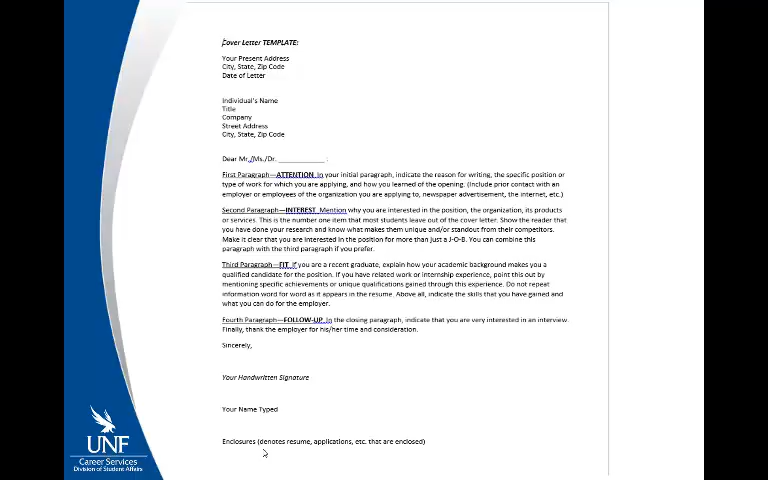 Cover Letter TEMPLATE:
Your Present Address
City, State, Zip Code
Date of Letter
Individual's Name
Title
Company
Street Address
City, State, Zip Code
Dear Mr./Ms./Dr. ____________ :
First Paragraph—ATTENTION In your initial paragraph, indicate the reason for writing, the specific position or
type of work for which you are applying, and how you learned of the opening. (Include prior contact with an
employer or employees of the organization you are applying to, newspaper advertisement, the internet, etc.)
Second Paragraph—INTEREST Mention why you are interested in the position, the organization, its products
or services. This is the number one item that most students leave out of the cover letter. Show the reader that
you have done your research and know what makes them unique and/or standout from their competitors.
Make it clear that you are interested in the position for more than just a J-O-B. You can combine this
paragraph with the third paragraph if you prefer.
Third Paragraph—FIT If you are a recent graduate, explain how your academic background makes you a
qualified candidate for the position. If you have related work or internship experience, point this out by
mentioning specific achievements or unique qualifications gained through this experience. Do not repeat
information word for word as it appears in the resume. Above all, indicate the skills that you have gained and
what you can do for the employer.
Fourth Paragraph—FOLLOW-UP In the closing paragraph, indicate that you are very interested in an interview.
Finally, thank the employer for his/her time and consideration.
Sincerely,
Your Handwritten Signature
Your Name Typed
Enclosures (denotes resume, applications, etc. that are enclosed)
UNF
Career Services
Division of Student Affairs